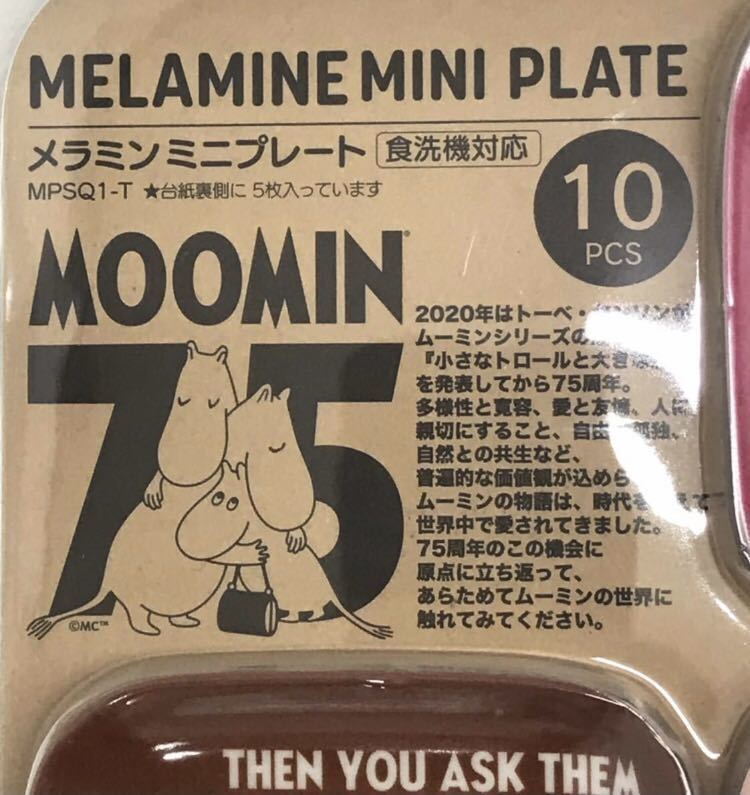 MELAMINE MINI PLATE
メラミンミニプレート 食洗機対応
MPSQ1-T ★台紙裏側に 5枚入っています
10
PCS
MOOMIN
75
2020年はトーベ・
ムーミンシリーズの
『小さなトロールと大き
を発表してから75周年。
多様性と寛容、愛と友情、人に
親切にすること、自由 孤独、
自然との共生など、
普遍的な価値観が込めら
ムーミンの物語は、時代を えて
世界中で愛されてきました。
75周年のこの機会に
原点に立ち返って、
あらためてムーミンの世界に
触れてみてください。
©MC™
THEN YOU ASK THEM